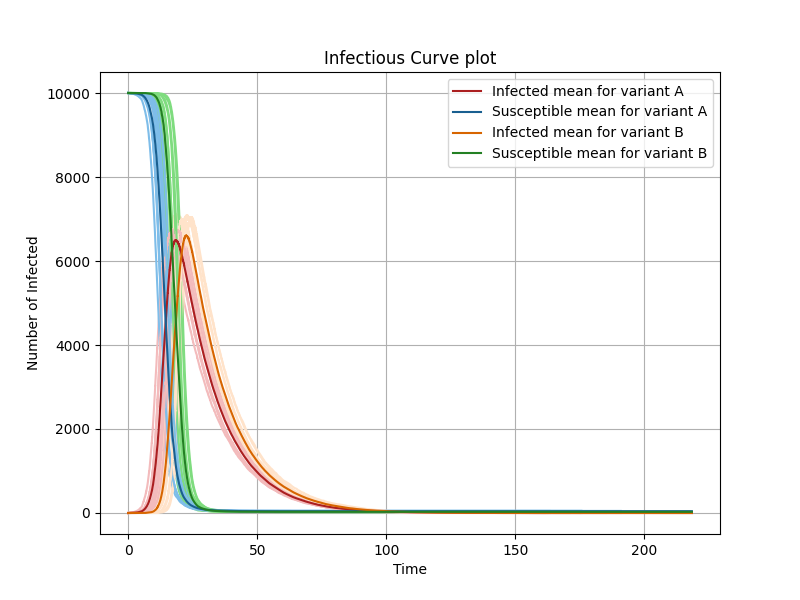 Infectious Curve plot
Infected mean for variant A
Susceptible mean for variant A
Infected mean for variant B
Susceptible mean for variant B
Number of Infected
10000
8000
6000
4000
2000
0
0 50 100 150 200
Time